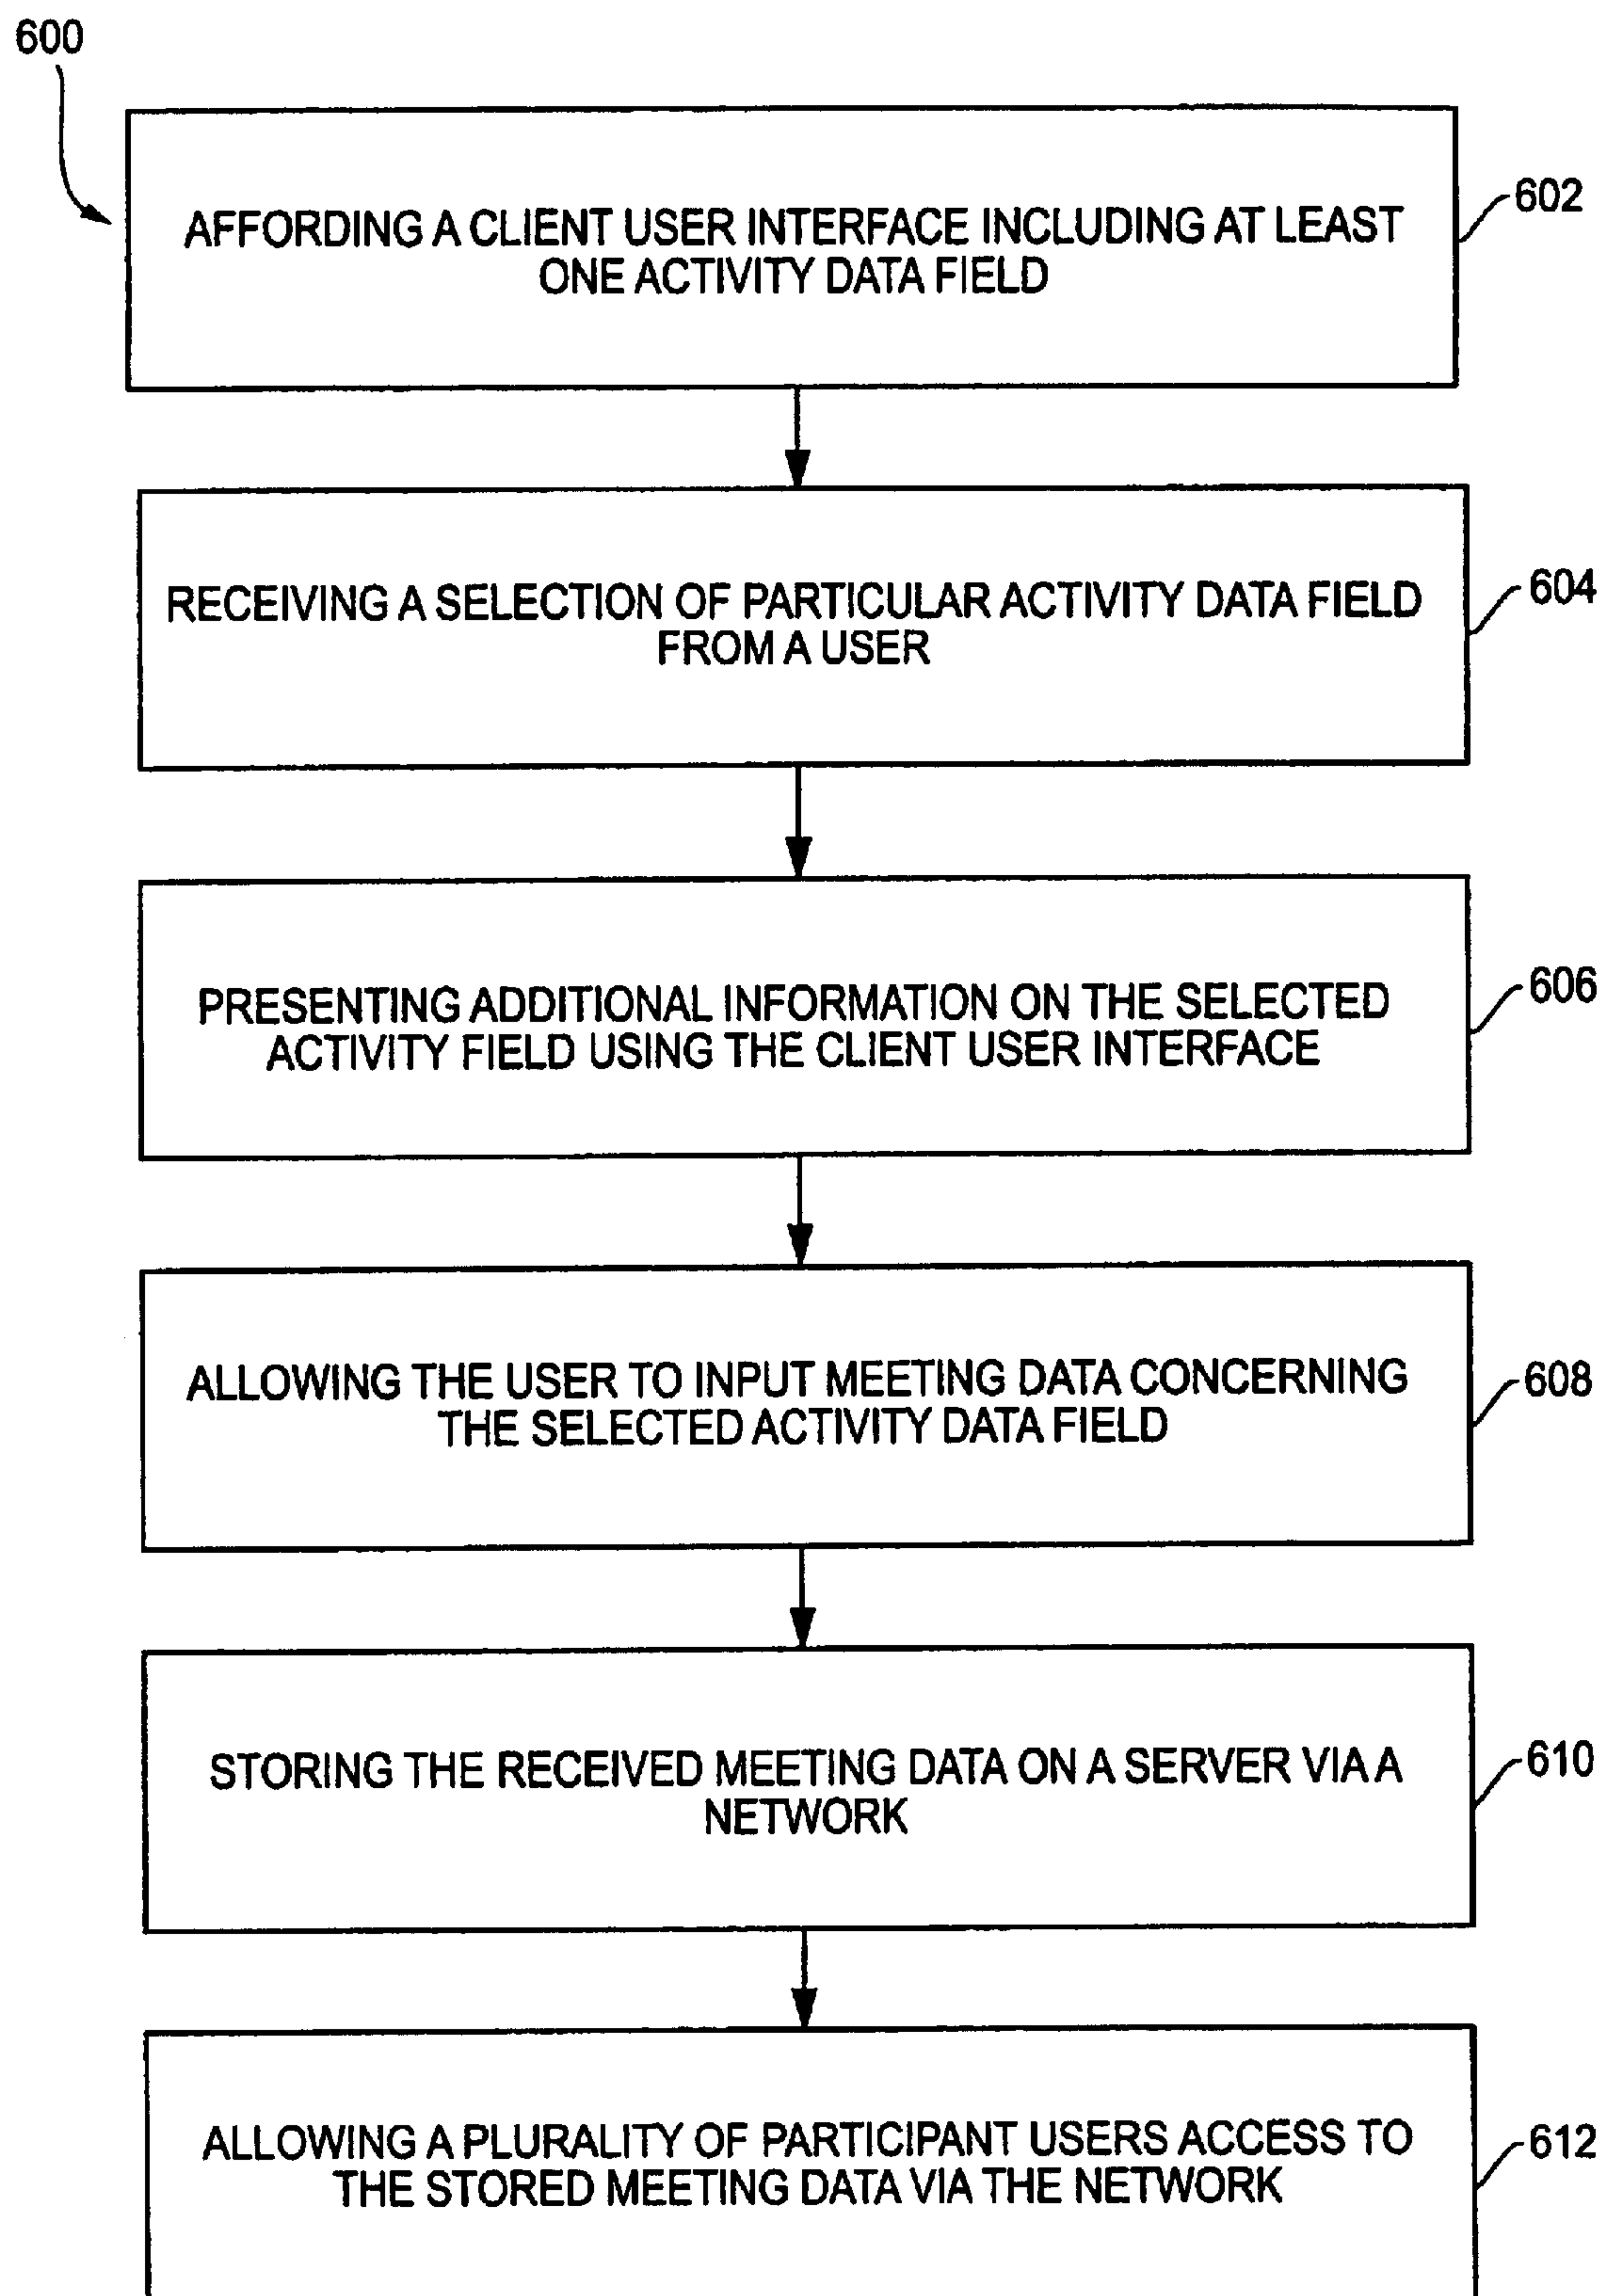 600
AFFORDING A CLIENT USER INTERFACE INCLUDING AT LEAST
ONE ACTIVITY DATA FIELD
602
RECEIVING A SELECTION OF PARTICULAR ACTIVITY DATA FIELD
FROM A USER
604
PRESENTING ADDITIONAL INFORMATION ON THE SELECTED
ACTIVITY FIELD USING THE CLIENT USER INTERFACE
606
ALLOWING THE USER TO INPUT MEETING DATA CONCERNING
THE SELECTED ACTIVITY DATA FIELD
608
STORING THE RECEIVED MEETING DATA ON A SERVER VIA A
NETWORK
610
ALLOWING A PLURALITY OF PARTICIPANT USERS ACCESS TO
THE STORED MEETING DATA VIA THE NETWORK
612